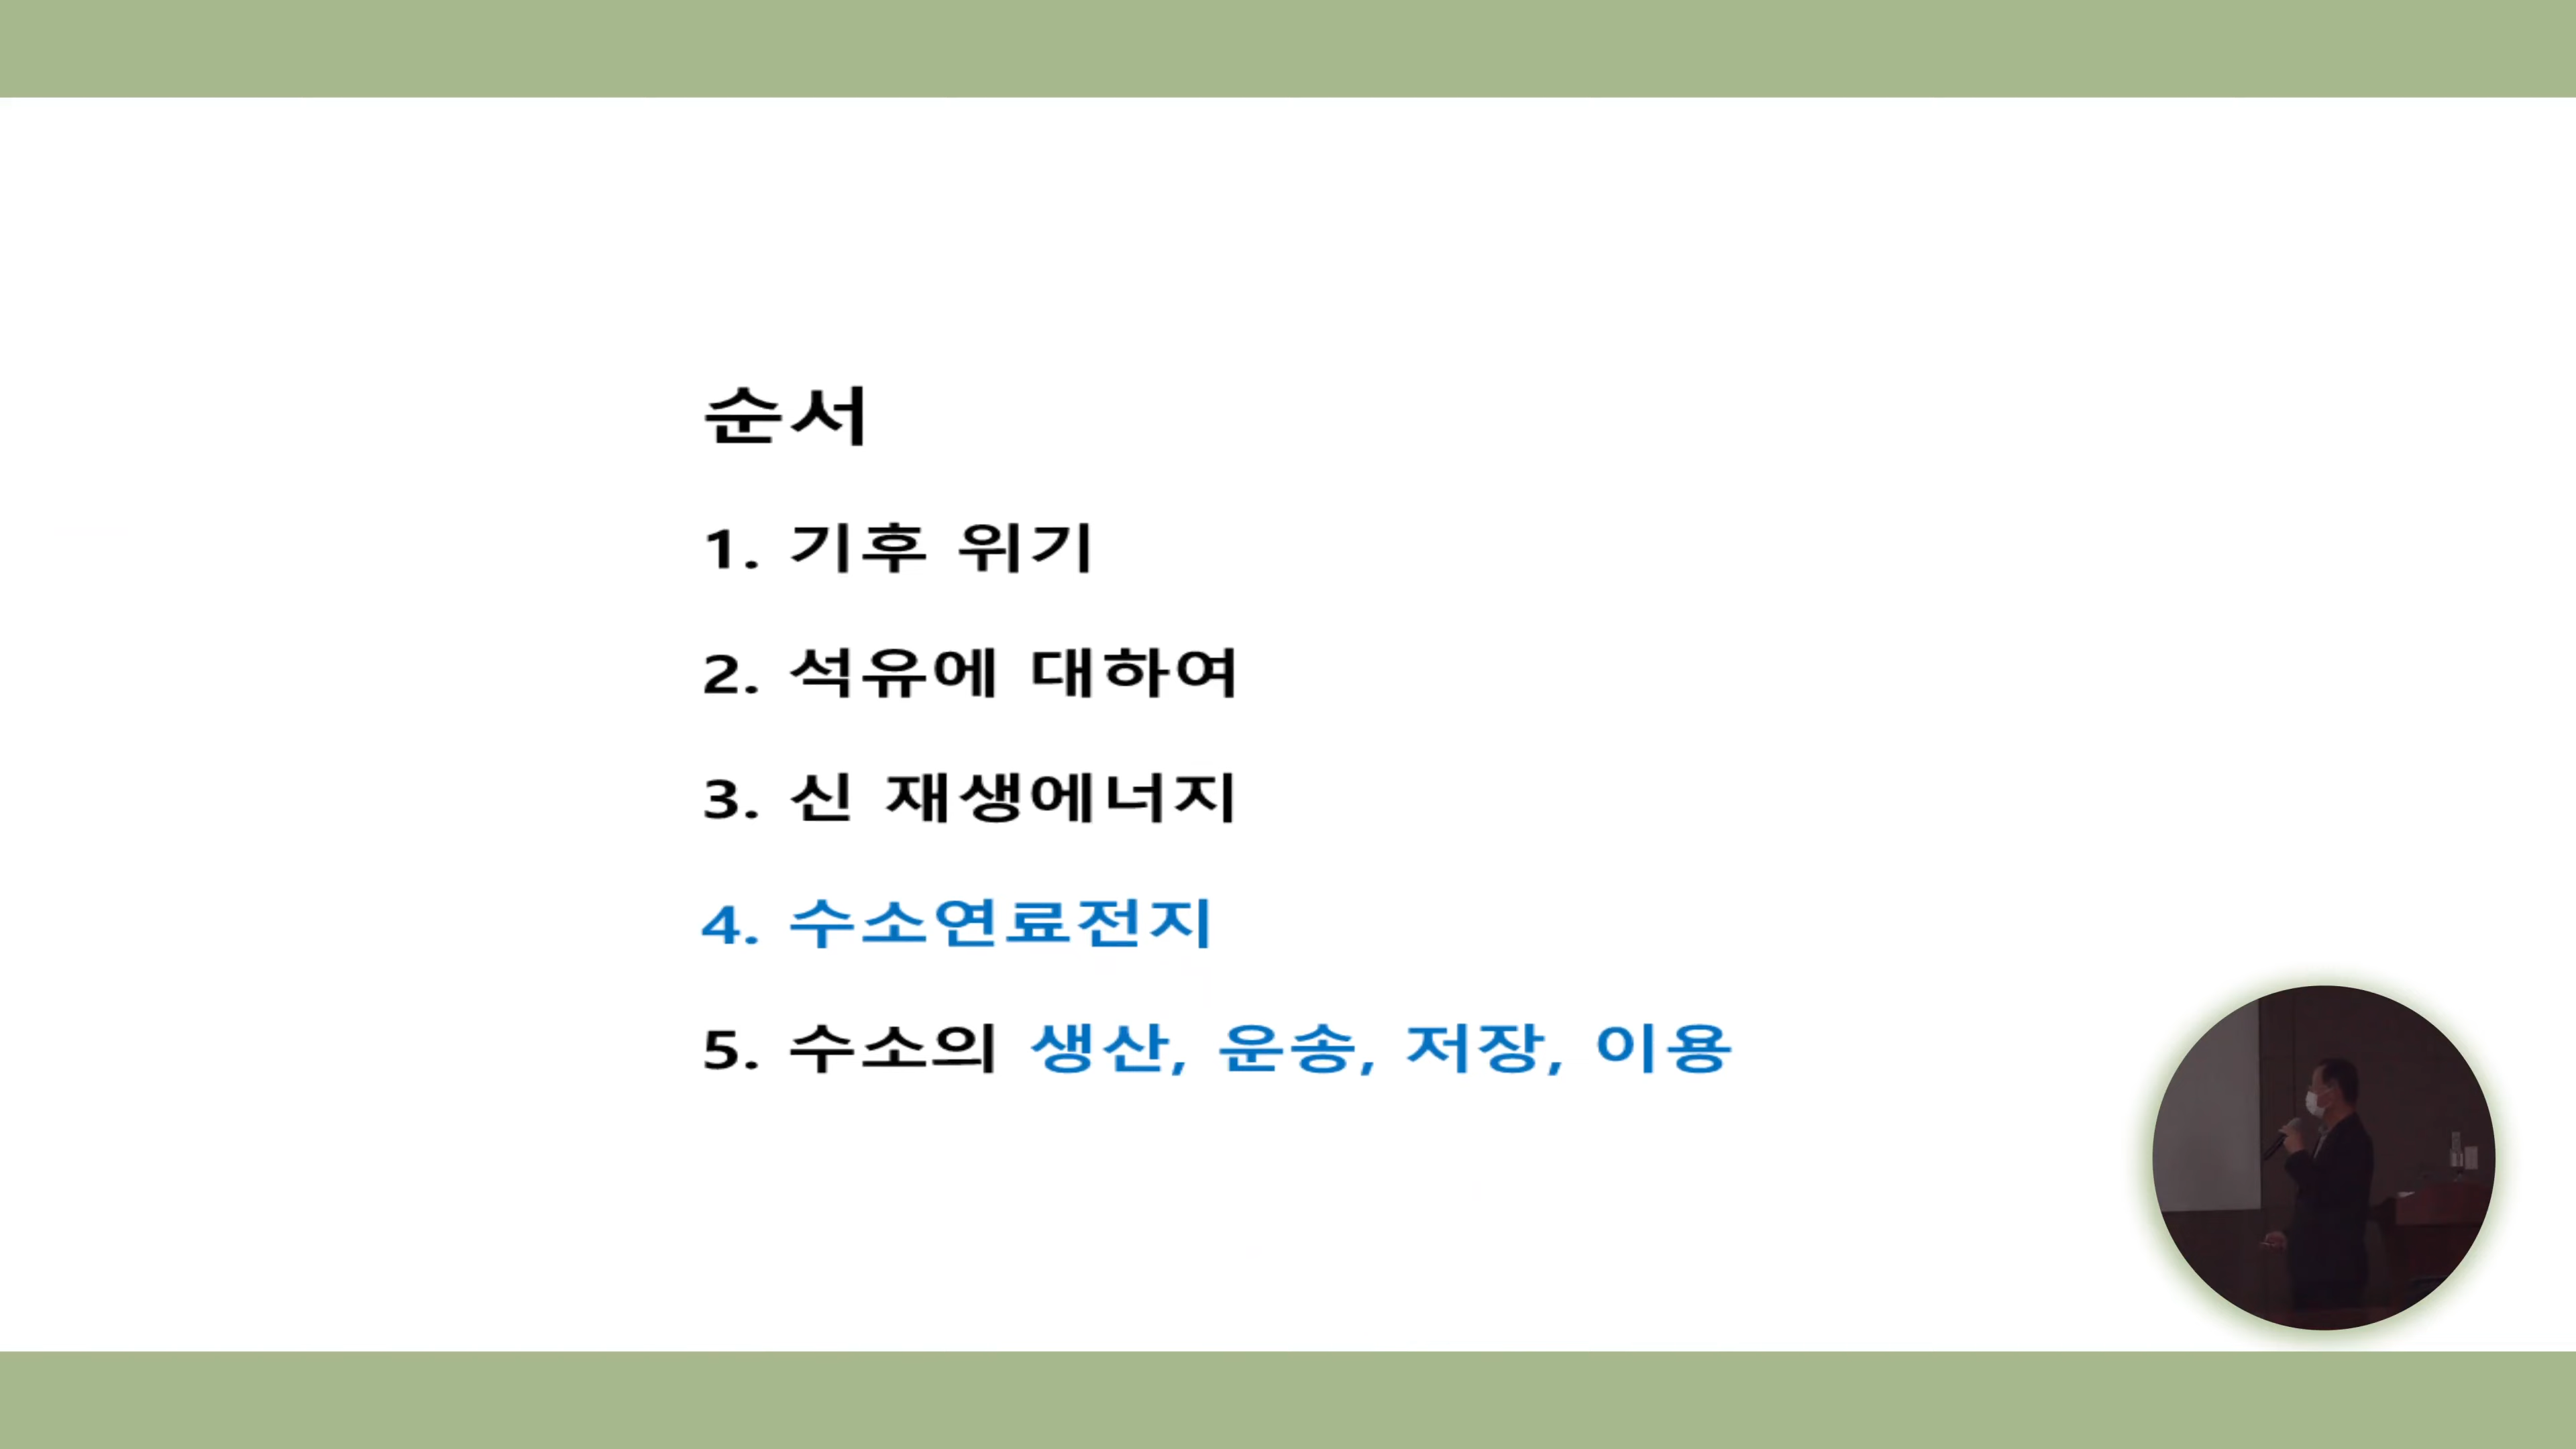 순서
1. 기후 위기
2. 석유에 대하여
3. 신 재생에너지
4. 수소연료전지
5. 수소의 생산, 운송, 저장, 이용